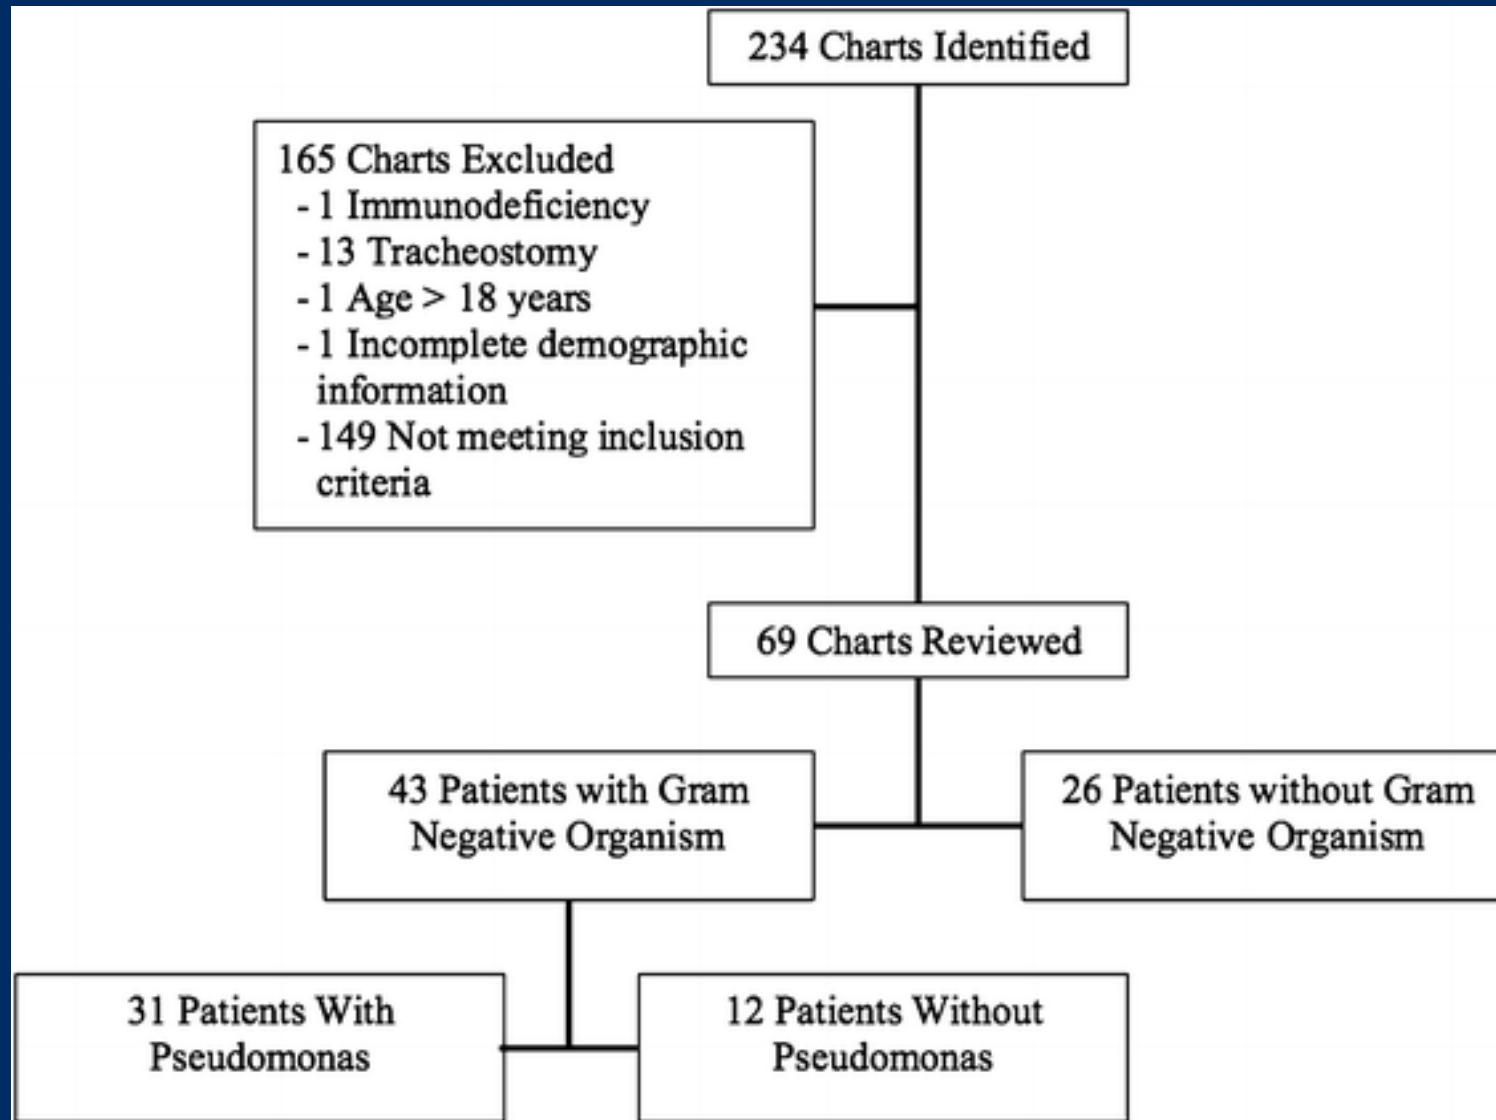 234 Charts Identified
165 Charts Excluded
- 1 Immunodeficiency
- 13 Tracheostomy
- 1 Age > 18 years
- 1 Incomplete demographic
information
- 149 Not meeting inclusion
criteria
69 Charts Reviewed
43 Patients with Gram
Negative Organism
26 Patients without Gram
Negative Organism
31 Patients With
Pseudomonas
12 Patients Without
Pseudomonas